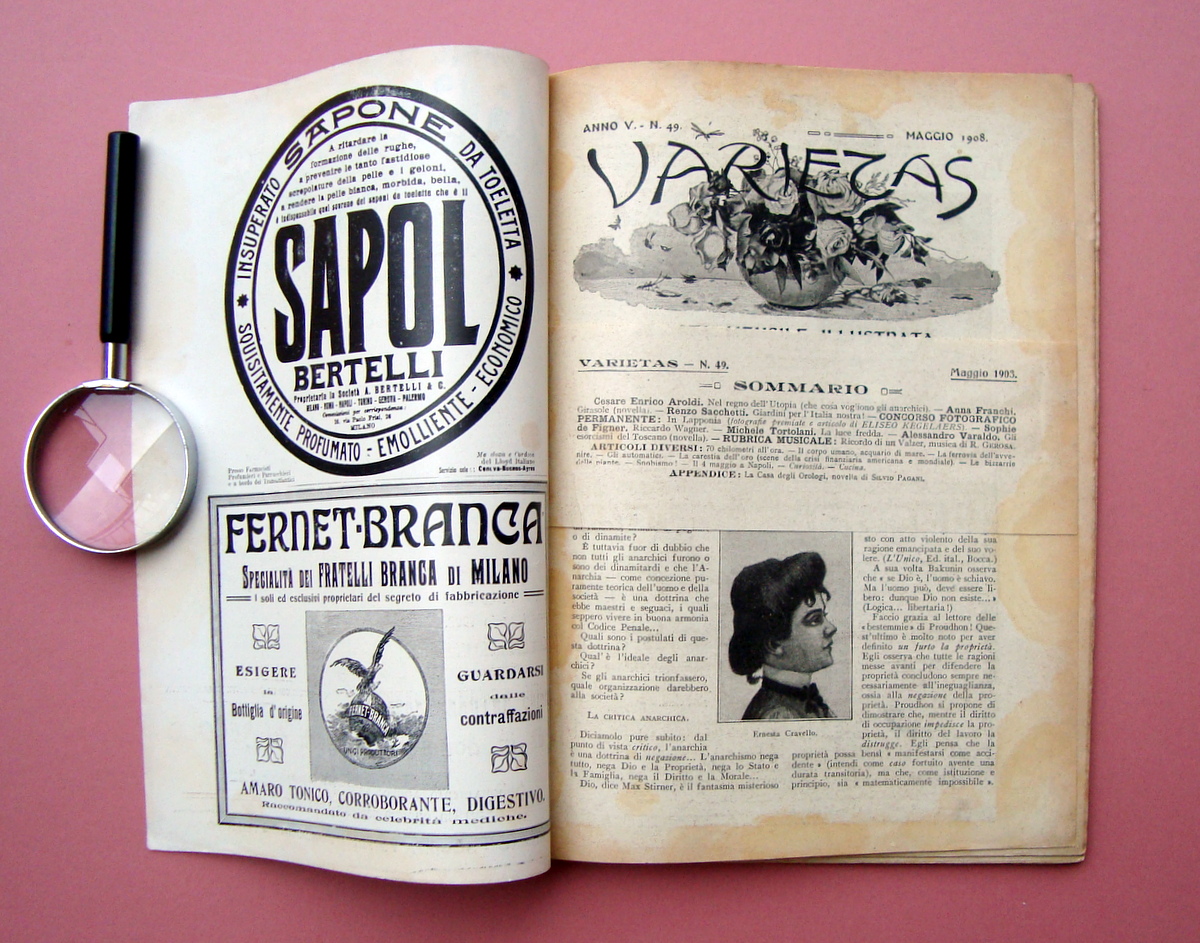 SAPONE DA TOELETTA
INSUPERATO
A ritardare la
formazione delle rughe,
a prevenire le tanto fastidiose
screpolature della pelle e i geloni,
a rendere la pelle bianca, morbida, bella,
SAPOL
BERTELLI
Proprietaria la Società A. BERTELLI & C.
MILANO - ROMA - NAPOLI - TORINO - GENOVA - PALERMO
MILANO
SQUISITAMENTE PROFUMATO - EMOLLIENTE - ECONOMICO
FERNET-BRANCA
SPECIALITÀ DEI FRATELLI BRANCA DI MILANO
I soli ed esclusivi proprietari del segreto di fabbricazione
ESIGERE
la
Bottiglia d'origine
FERNET-BRANCA
GUARDARSI
dalle
contraffazioni
AMARO TONICO, CORROBORANTE, DIGESTIVO.
Raccomandato da celebrità mediche.
ANNO V. - N. 49.
MAGGIO 1908.
VARIETAS
VARIETAS — N. 49.
Maggio 1905.
SOMMARIO
Cesare Enrico Aroldi. Nel regno dell'Utopia (che cosa vogliono gli anarchici). — Anna Franchi.
Girasole (novella). — Renzo Sacchetti. Giardini per l'Italia nostra! — CONCORSO FOTOGRAFICO
PERMANENTE: In Lapponia (fotografie premiate e articolo di ELISEO KEGELAERS). — Sophie
de Figner. Riccardo Wagner. — Michele Tortolani. La luce fredda. — Alessandro Varaldo. Gli
esorcismi del Toscano (novella). — RUBRICA MUSICALE: Ricordo di un Valzer, musica di R. GEROSA.
ARTICOLI DIVERSI: 70 chilometri all'ora. — Il corpo umano, acquario di mare. — La ferrovia dell'avve-
nire. — Gli automatici. — La carestia dell'oro (scene della crisi finanziaria americana e mondiale). — Le bizzarrie
delle piante. — Snobismo! — Il 4 maggio a Napoli. — Curiosità. — Cucina.
APPENDICE: La Casa degli Orologi, novella di SILVIO PAGANI.
o di dinamite?
È tuttavia fuor di dubbio che
non tutti gli anarchici furono o
sono dei dinamitardi e che l'A-
narchia — come concezione pu-
ramente teorica dell'uomo e della
società — è una dottrina che
ebbe maestri e seguaci, i quali
seppero vivere in buona armonia
col Codice Penale...
Quali sono i postulati di que-
sta dottrina?
Qual'è l'ideale degli anar-
chici?
Se gli anarchici trionfassero,
quale organizzazione darebbero
alla società?
LA CRITICA ANARCHICA.
Diciamolo pure subito: dal
punto di vista critico, l'anarchia
è una dottrina di negazione... L'anarchismo nega
tutto, nega Dio e la Proprietà, nega lo Stato e
la Famiglia, nega il Diritto e la Morale...
Dio, dice Max Stirner, è il fantasma misterioso
Ernesta Cravello.
sto con atto violento della sua
ragione emancipata e del suo vo-
lere. (L'Unico, Ed. ital., Bocca.)
A sua volta Bakunin osserva
che « se Dio è, l'uomo è schiavo.
Ma l'uomo può, deve essere li-
bero: dunque Dio non esiste... »
(Logica... libertaria!)
Faccio grazia al lettore delle
« bestemmie » di Proudhon! Que-
st'ultimo è molto noto per aver
definito un furto la proprietà.
Egli osserva che tutte le ragioni
messe avanti per difendere la
proprietà concludono sempre ne-
cessariamente all'ineguaglianza,
ossia alla negazione della pro-
prietà. Proudhon si propone di
dimostrare che, mentre il diritto
di occupazione impedisce la pro-
prietà, il diritto del lavoro la
distrugge. Egli pensa che la
proprietà possa bensì « manifestarsi come acci-
dente » (intendi come caso fortuito avente una
durata transitoria), ma che, come istituzione e
principio, sia « matematicamente impossibile ».